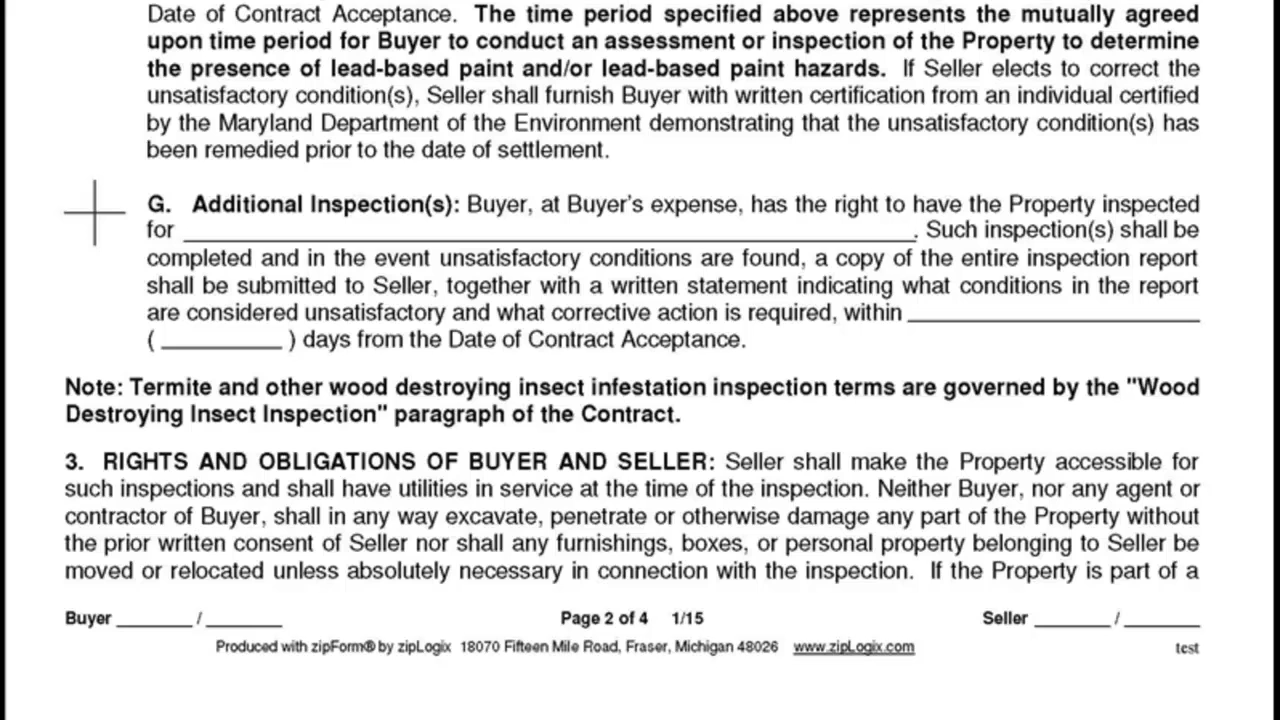 Date of Contract Acceptance. The time period specified above represents the mutually agreed
upon time period for Buyer to conduct an assessment or inspection of the Property to determine
the presence of lead-based paint and/or lead-based paint hazards. If Seller elects to correct the
unsatisfactory condition(s), Seller shall furnish Buyer with written certification from an individual certified
by the Maryland Department of the Environment demonstrating that the unsatisfactory condition(s) has
been remedied prior to the date of settlement.
G. Additional Inspection(s): Buyer, at Buyer's expense, has the right to have the Property inspected
for ______________________________. Such inspection(s) shall be
completed and in the event unsatisfactory conditions are found, a copy of the entire inspection report
shall be submitted to Seller, together with a written statement indicating what conditions in the report
are considered unsatisfactory and what corrective action is required, within ____________
( ________ ) days from the Date of Contract Acceptance.
Note: Termite and other wood destroying insect infestation inspection terms are governed by the "Wood
Destroying Insect Inspection" paragraph of the Contract.
3. RIGHTS AND OBLIGATIONS OF BUYER AND SELLER: Seller shall make the Property accessible for
such inspections and shall have utilities in service at the time of the inspection. Neither Buyer, nor any agent or
contractor of Buyer, shall in any way excavate, penetrate or otherwise damage any part of the Property without
the prior written consent of Seller nor shall any furnishings, boxes, or personal property belonging to Seller be
moved or relocated unless absolutely necessary in connection with the inspection. If the Property is part of a
Buyer ________ / ________ Page 2 of 4 1/15 Seller ________ / ________
Produced with zipForm® by zipLogix 18070 Fifteen Mile Road, Fraser, Michigan 48026 www.zipLogix.com test